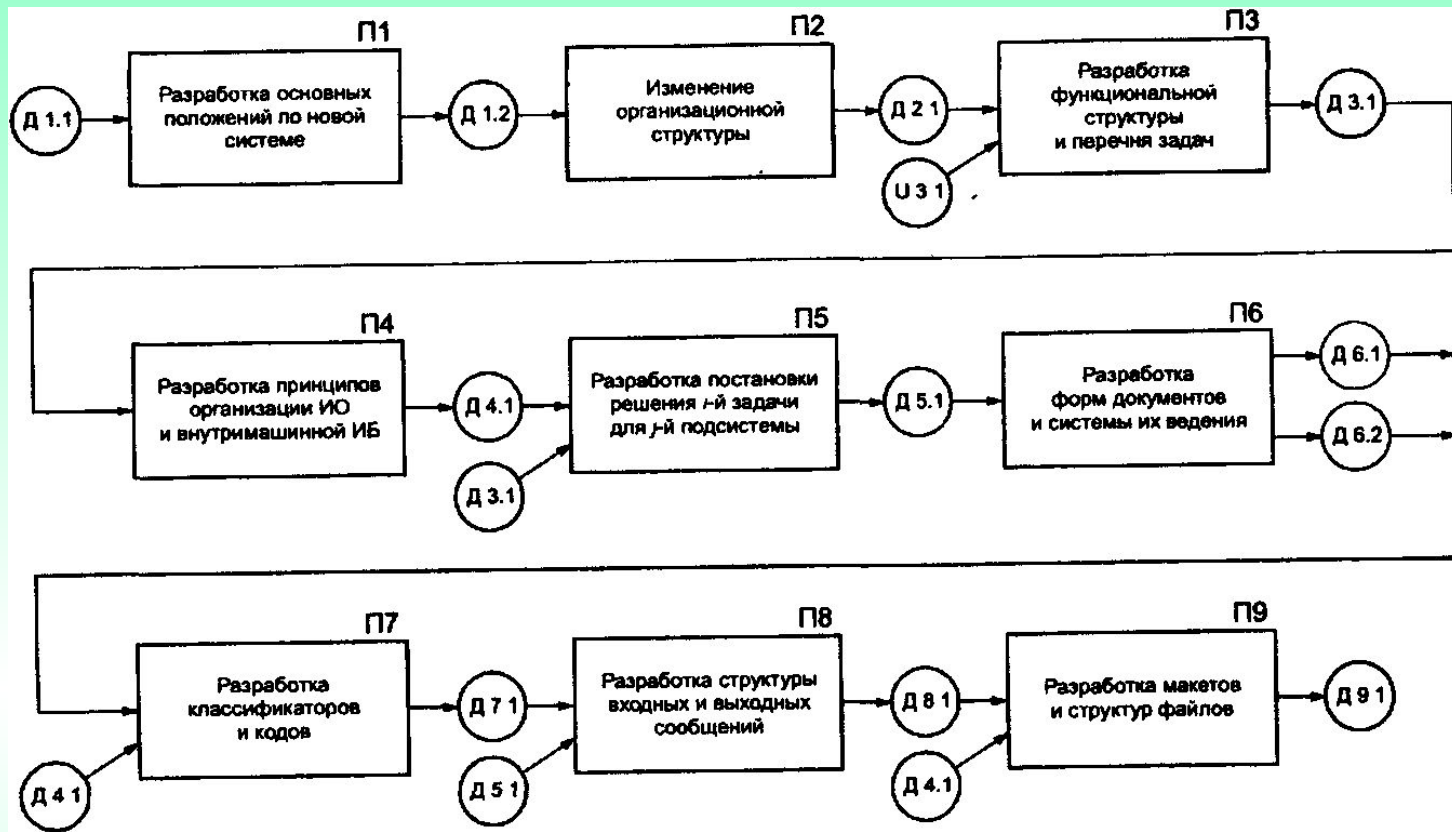 П1
П2
П3
Д 1.1
Разработка основных
положений по новой
системе
Д 1.2
Изменение
организационной
структуры
Д 2 1
U 3 1
Разработка
функциональной
структуры
и перечня задач
Д 3.1
П4
П5
П6
Разработка принципов
организации ИО
и внутримашинной ИБ
Д 4.1
Д 3.1
Разработка постановки
решения i-й задачи
для j-й подсистемы
Д 5.1
Разработка
форм документов
и системы их ведения
Д 6.1
Д 6.2
П7
П8
П9
Д 4 1
Разработка
классификаторов
и кодов
Д 7 1
Д 5 1
Разработка структуры
входных и выходных
сообщений
Д 8 1
Д 4.1
Разработка макетов
и структур файлов
Д 9 1